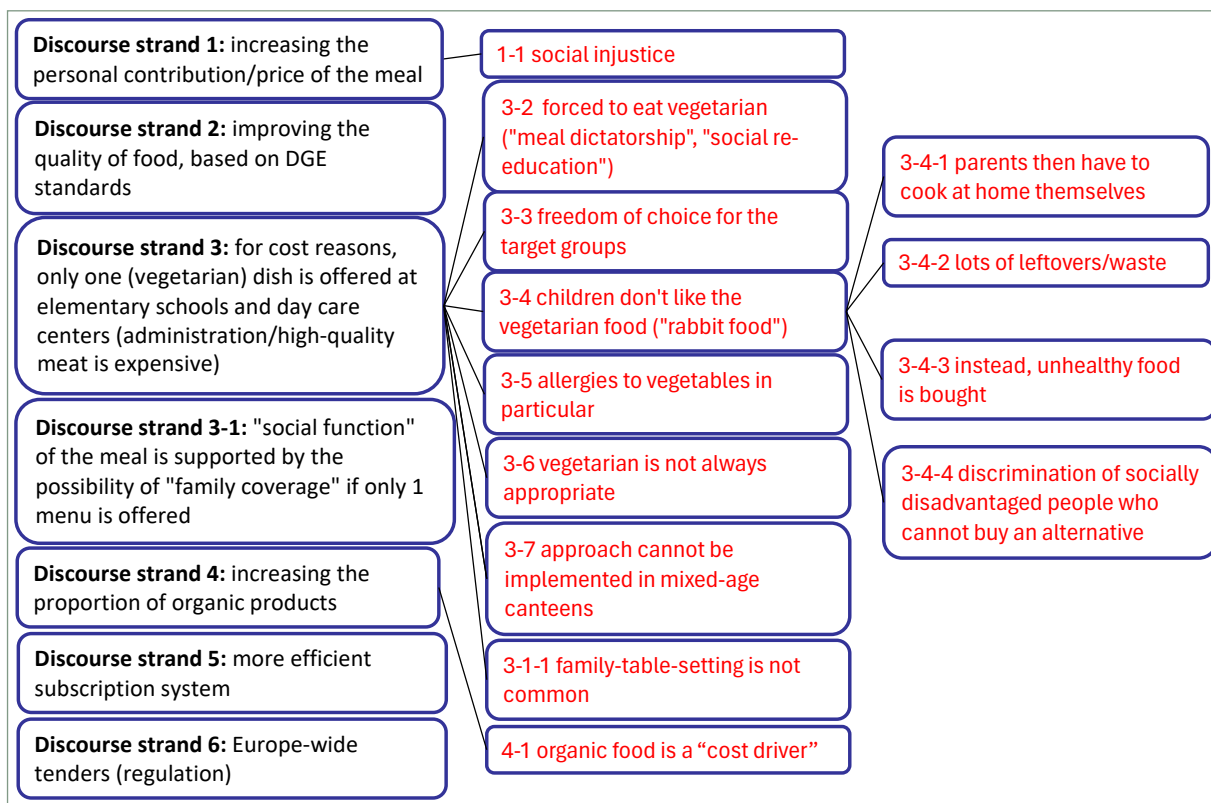 Discourse strand 1: increasing the
personal contribution/price of the meal
Discourse strand 2: improving the
quality of food, based on DGE
standards
Discourse strand 3: for cost reasons,
only one (vegetarian) dish is offered at
elementary schools and day care
centers (administration/high-quality
meat is expensive)
Discourse strand 3-1: "social function"
of the meal is supported by the
possibility of "family coverage" if only 1
menu is offered
Discourse strand 4: increasing the
proportion of organic products
Discourse strand 5: more efficient
subscription system
Discourse strand 6: Europe-wide
tenders (regulation)
1-1 social injustice
3-2 forced to eat vegetarian
("meal dictatorship", "social re-
education")
3-3 freedom of choice for the
target groups
3-4 children don't like the
vegetarian food ("rabbit food")
3-5 allergies to vegetables in
particular
3-6 vegetarian is not always
appropriate
3-7 approach cannot be
implemented in mixed-age
canteens
3-1-1 family-table-setting is not
common
4-1 organic food is a “cost driver”
3-4-1 parents then have to
cook at home themselves
3-4-2 lots of leftovers/waste
3-4-3 instead, unhealthy food
is bought
3-4-4 discrimination of socially
disadvantaged people who
cannot buy an alternative